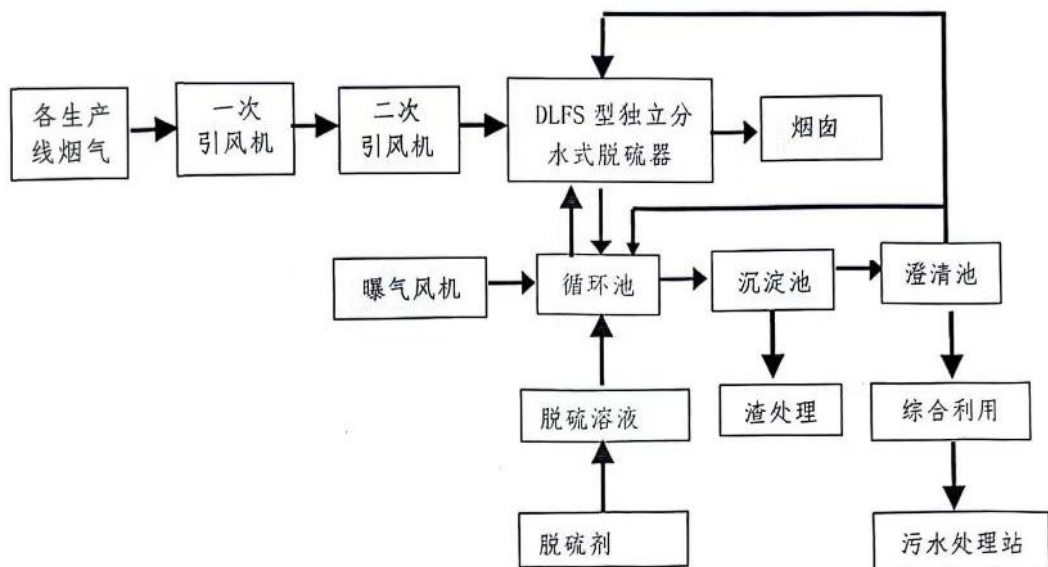 各生产
线烟气
一次
引风机
二次
引风机
DLFS 型独立分
水式脱硫器
烟囱
曝气风机
循环池
沉淀池
澄清池
脱硫溶液
渣处理
综合利用
脱硫剂
污水处理站